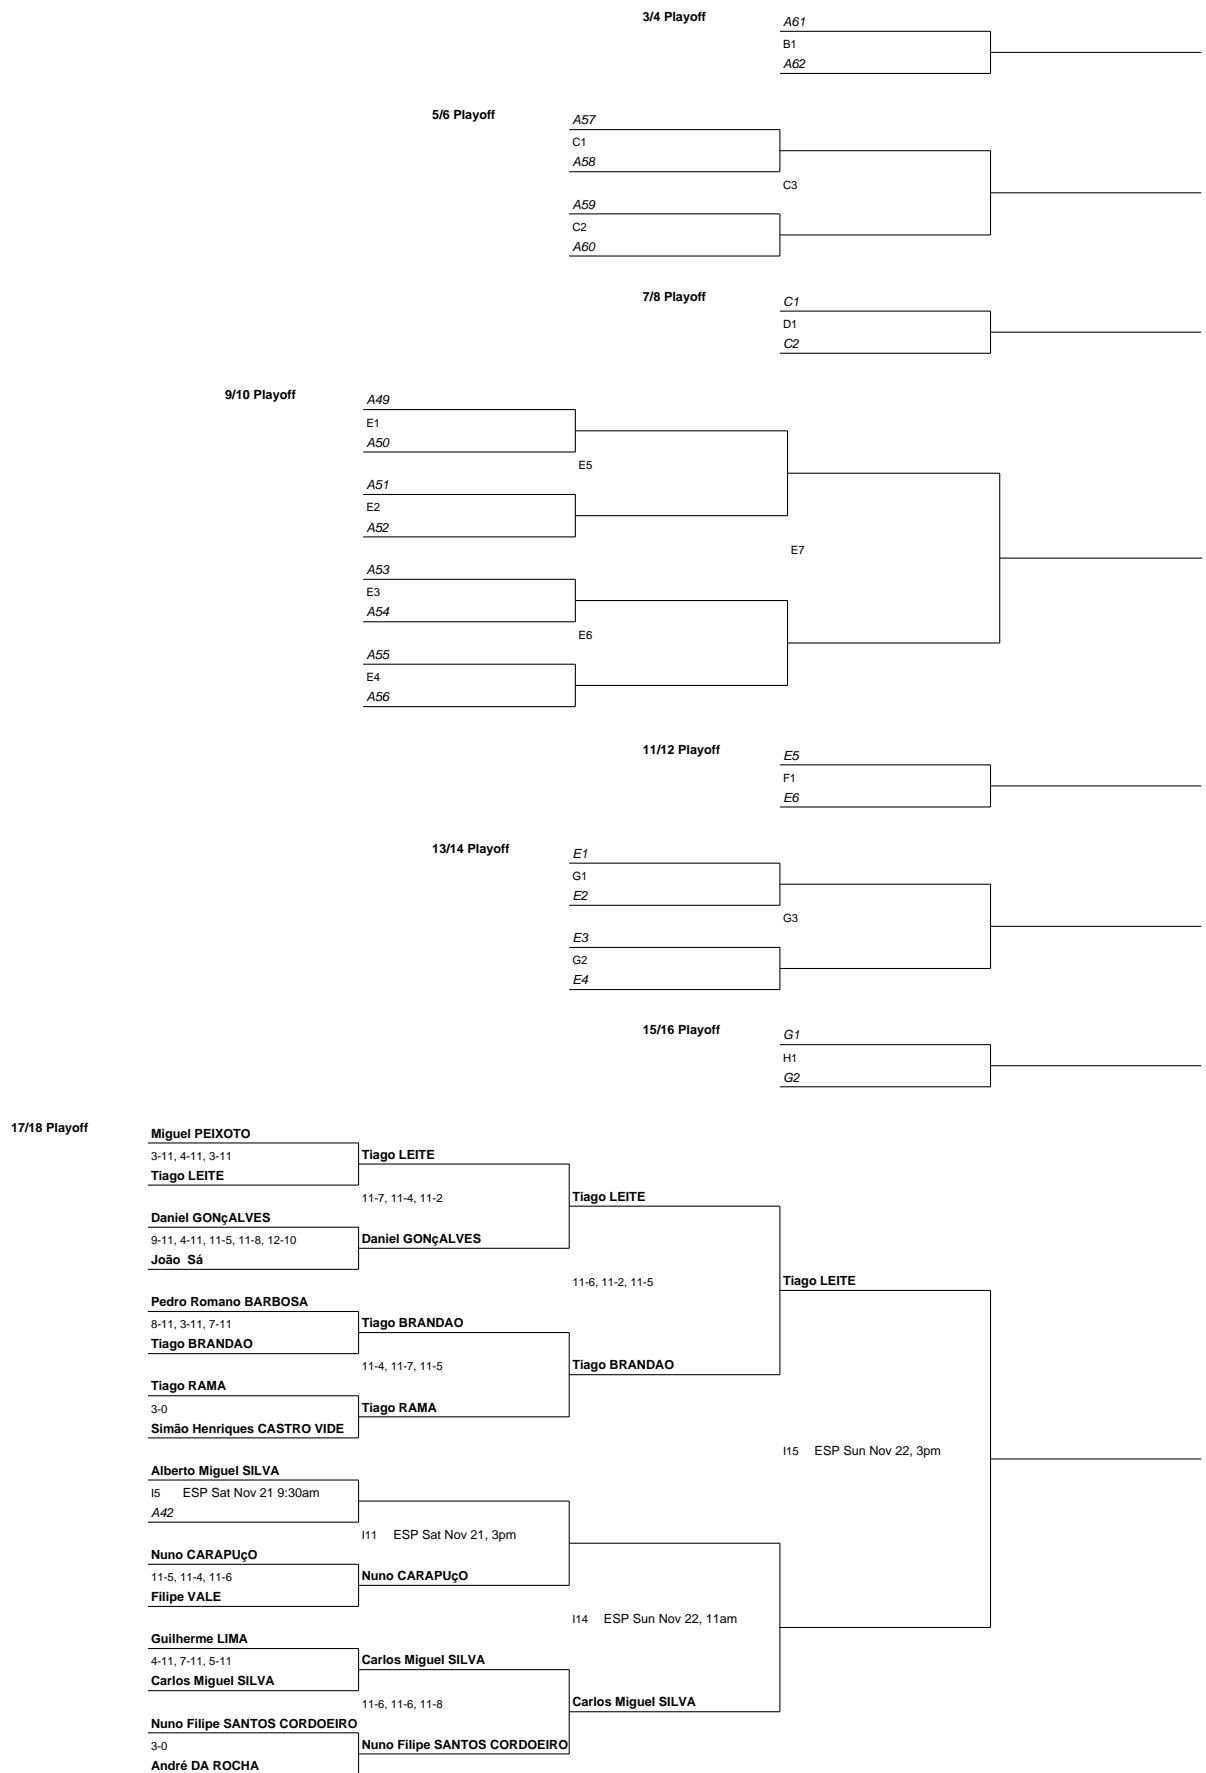 3/4 Playoff
A61
B1
A62
5/6 Playoff
A57
C1
A58
C3
A59
C2
A60
7/8 Playoff
C1
D1
C2
9/10 Playoff
A49
E1
A50
E5
A51
E2
A52
E7
A53
E3
A54
E6
A55
E4
A56
11/12 Playoff
E5
F1
E6
13/14 Playoff
E1
G1
E2
G3
E3
G2
E4
15/16 Playoff
G1
H1
G2
17/18 Playoff
Miguel PEIXOTO
3-11, 4-11, 3-11
Tiago LEITE
Tiago LEITE
11-7, 11-4, 11-2
Tiago LEITE
Daniel GONçALVES
9-11, 4-11, 11-5, 11-8, 12-10
Daniel GONçALVES
João Sá
11-6, 11-2, 11-5
Tiago LEITE
Pedro Romano BARBOSA
8-11, 3-11, 7-11
Tiago BRANDAO
Tiago BRANDAO
11-4, 11-7, 11-5
Tiago BRANDAO
Tiago RAMA
3-0
Tiago RAMA
Simão Henriques CASTRO VIDE
I15 ESP Sun Nov 22, 3pm
Alberto Miguel SILVA
I5 ESP Sat Nov 21 9:30am
A42
I11 ESP Sat Nov 21, 3pm
Nuno CARAPUçO
11-5, 11-4, 11-6
Nuno CARAPUçO
Filipe VALE
I14 ESP Sun Nov 22, 11am
Guilherme LIMA
4-11, 7-11, 5-11
Carlos Miguel SILVA
Carlos Miguel SILVA
11-6, 11-6, 11-8
Carlos Miguel SILVA
Nuno Filipe SANTOS CORDOEIRO
3-0
Nuno Filipe SANTOS CORDOEIRO
André DA ROCHA